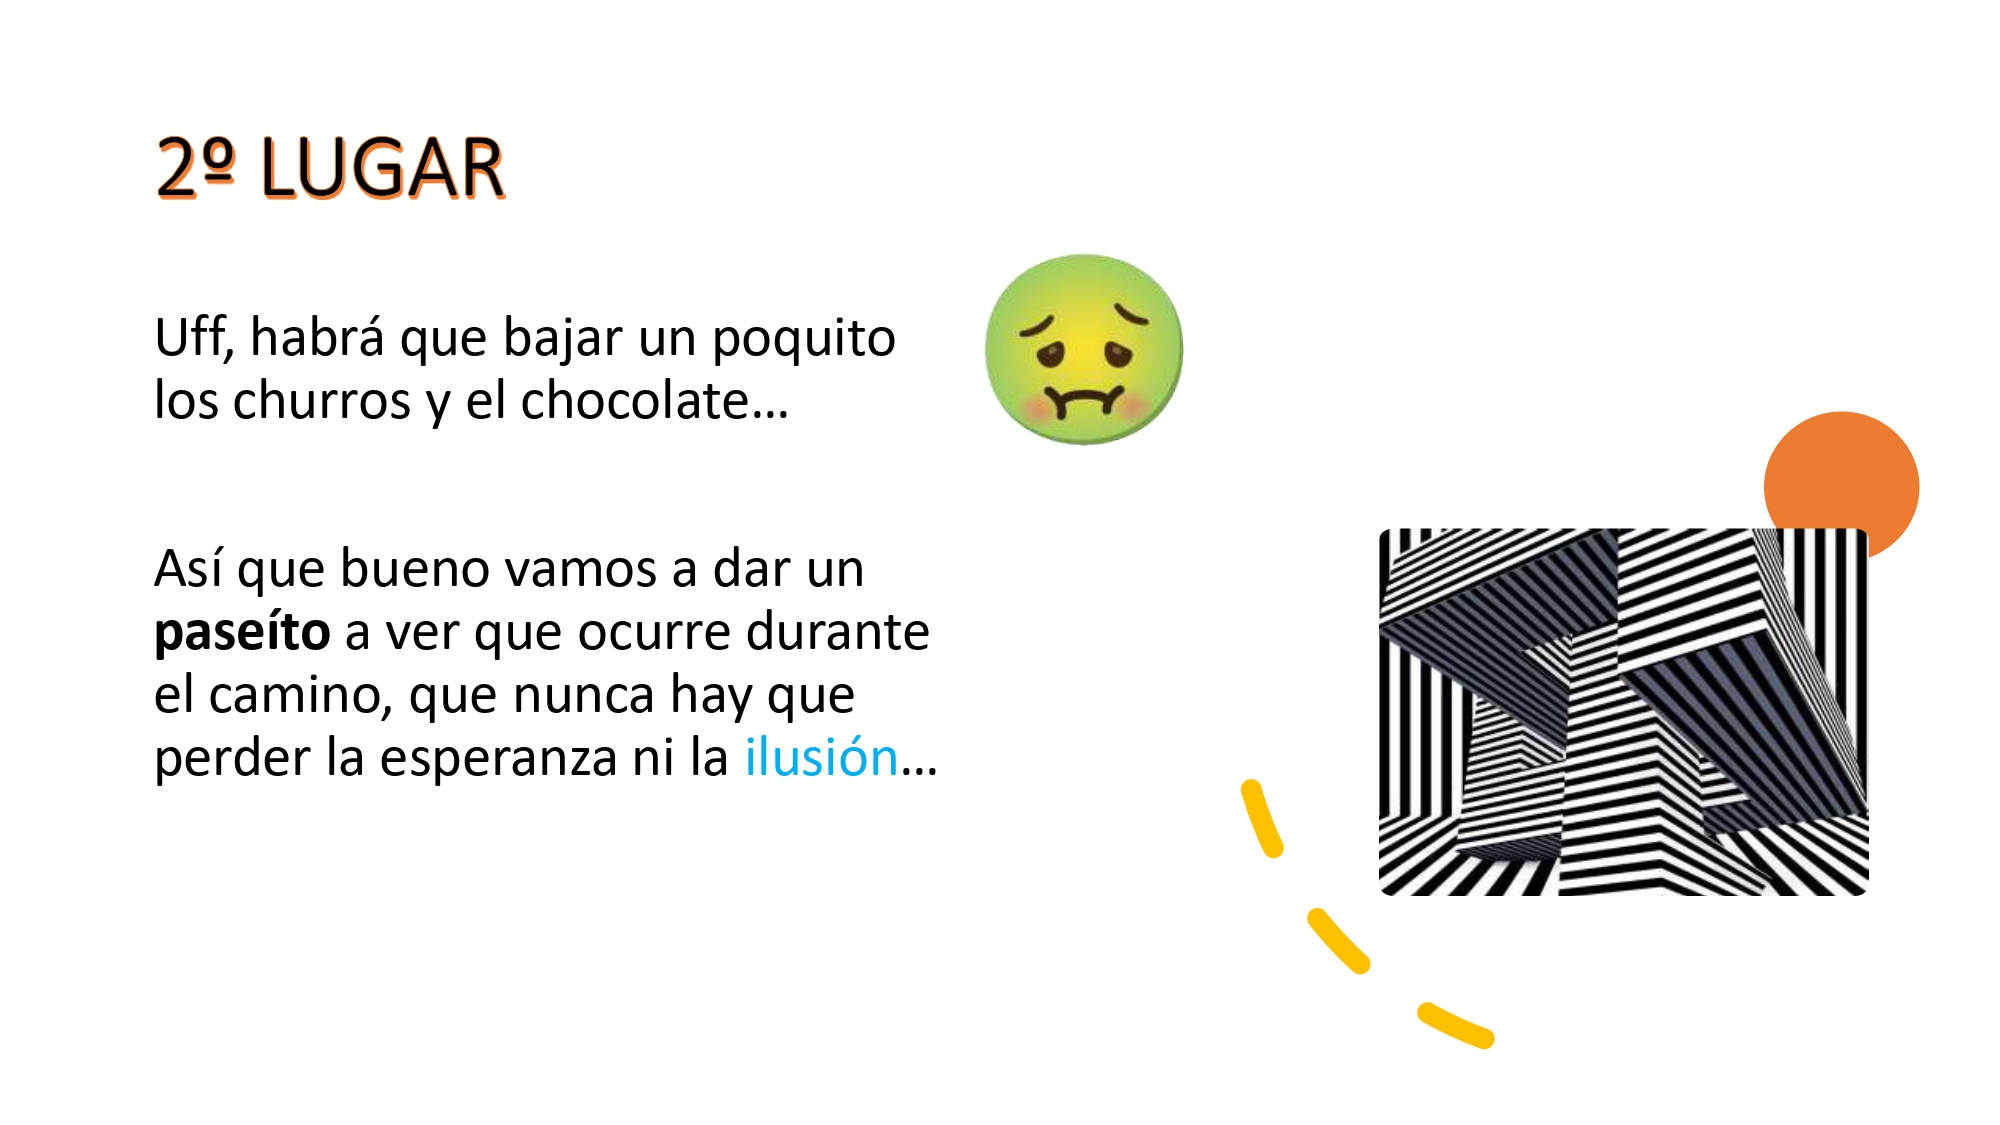 2º LUGAR
Uff, habrá que bajar un poquito
los churros y el chocolate…
Así que bueno vamos a dar un
paseíto a ver que ocurre durante
el camino, que nunca hay que
perder la esperanza ni la ilusión…